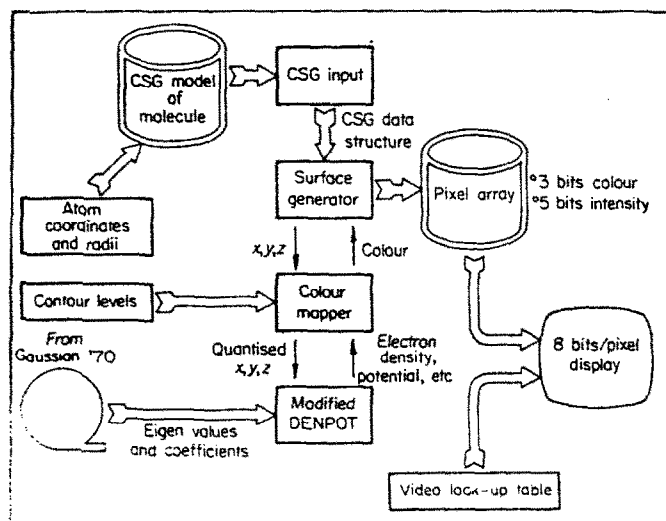 CSG model
of
molecule
CSG input
CSG data
structure
Atom
coordinates
and radii
Surface
generator
Pixel array
°3 bits colour
°5 bits intensity
x,y,z
Colour
Contour levels
Colour
mapper
From
Gaussian '70
Quantised
x,y,z
Electron
density,
potential, etc
8 bits/pixel
display
Eigen values
and coefficients
Modified
DENPOT
Video look-up table